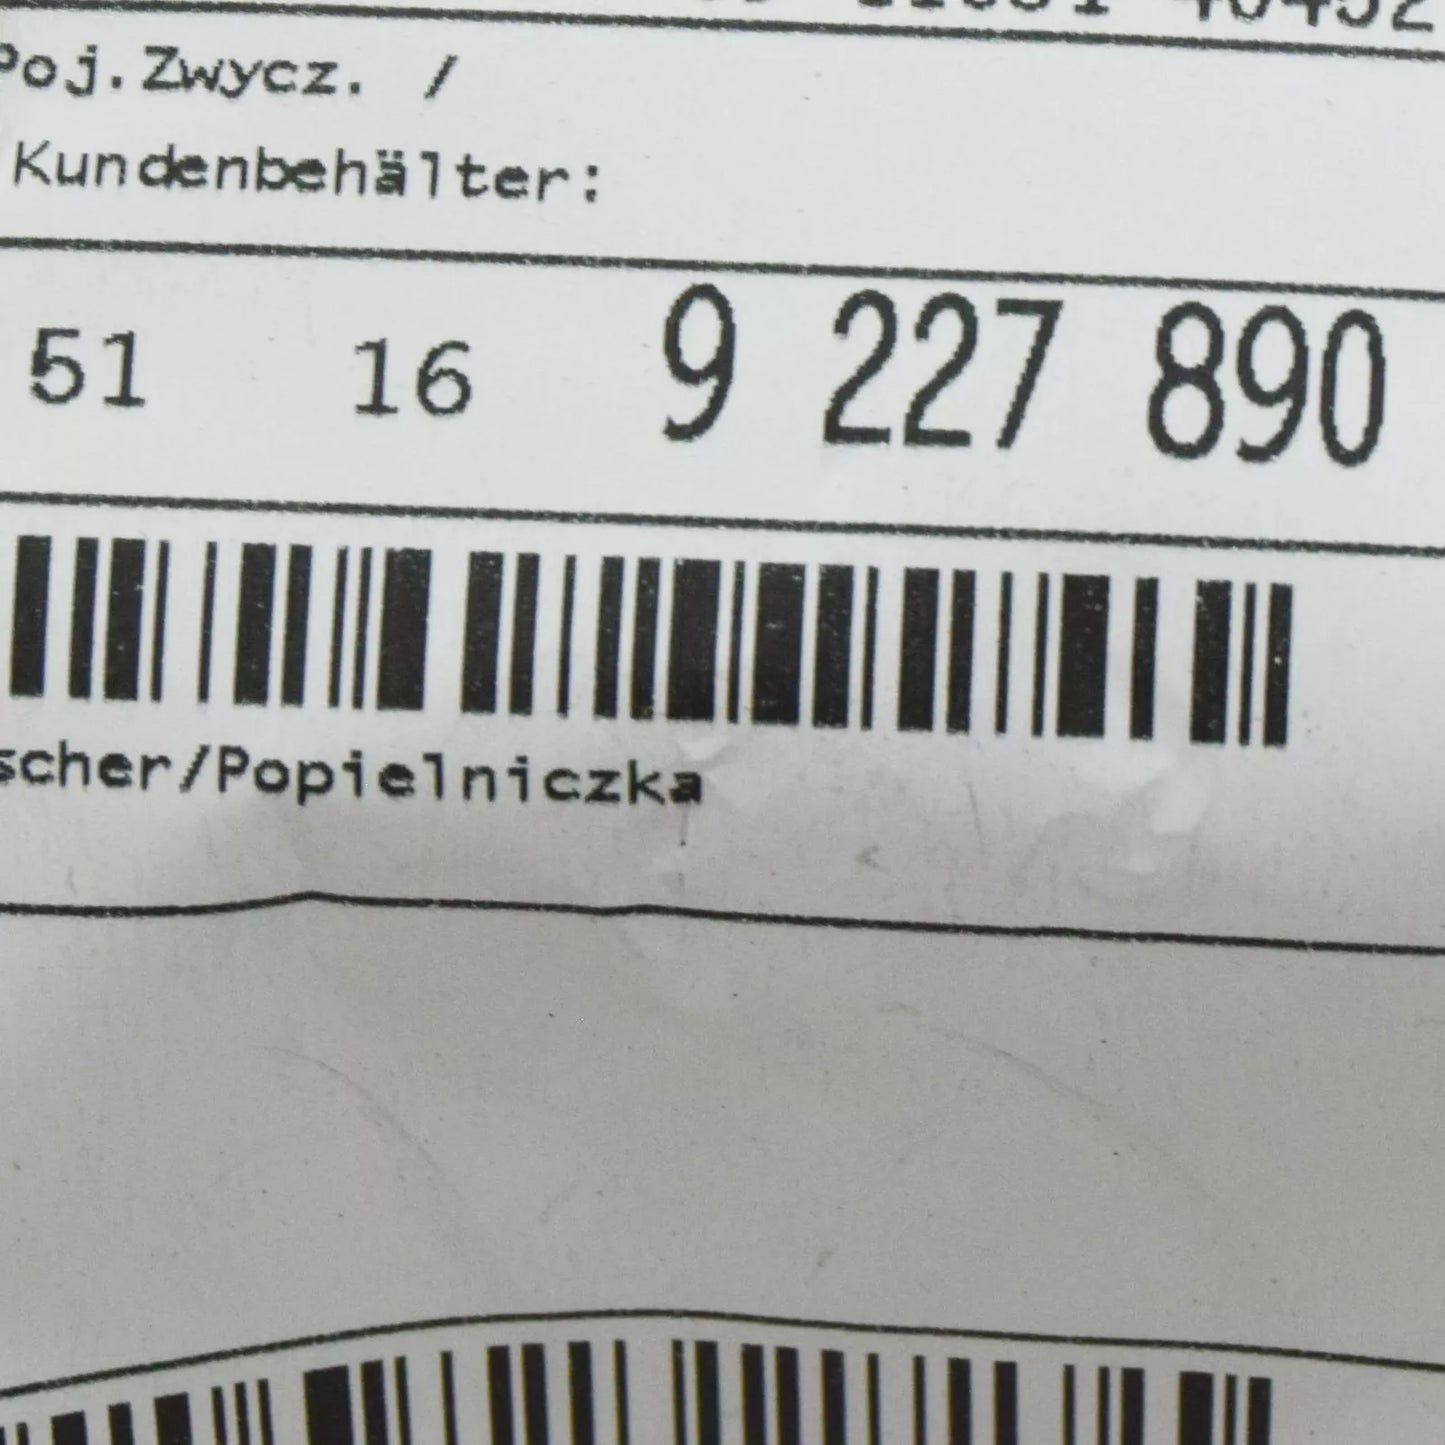 Poj.Zwycz. /
Kundenbehälter:
51 16 9 227 890
scher/Popielniczka